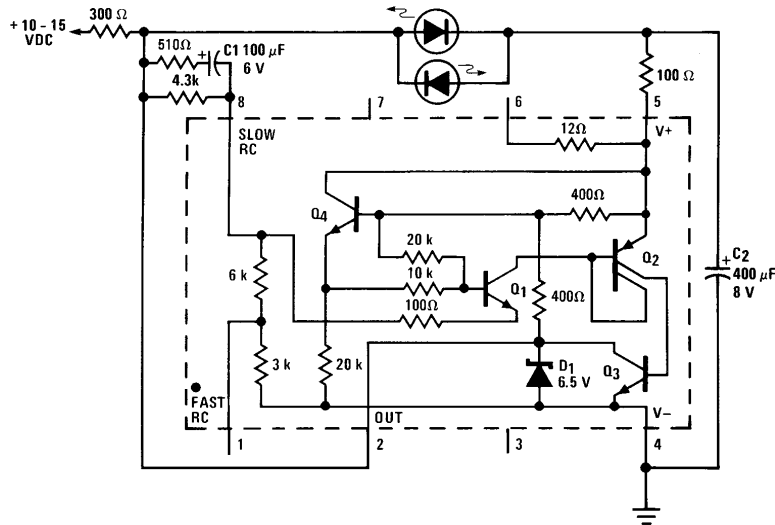 + 10 – 15
VDC
300 Ω
510Ω
+
C1 100 μF
6 V
4.3k
100 Ω
8
7
6
5
SLOW
RC
12Ω
V+
400Ω
Q4
20 k
10 k
100Ω
Q1
400Ω
Q2
+
C2
400 μF
8 V
6 k
3 k
20 k
D1
6.5 V
Q3
FAST
RC
OUT
V–
1
2
3
4